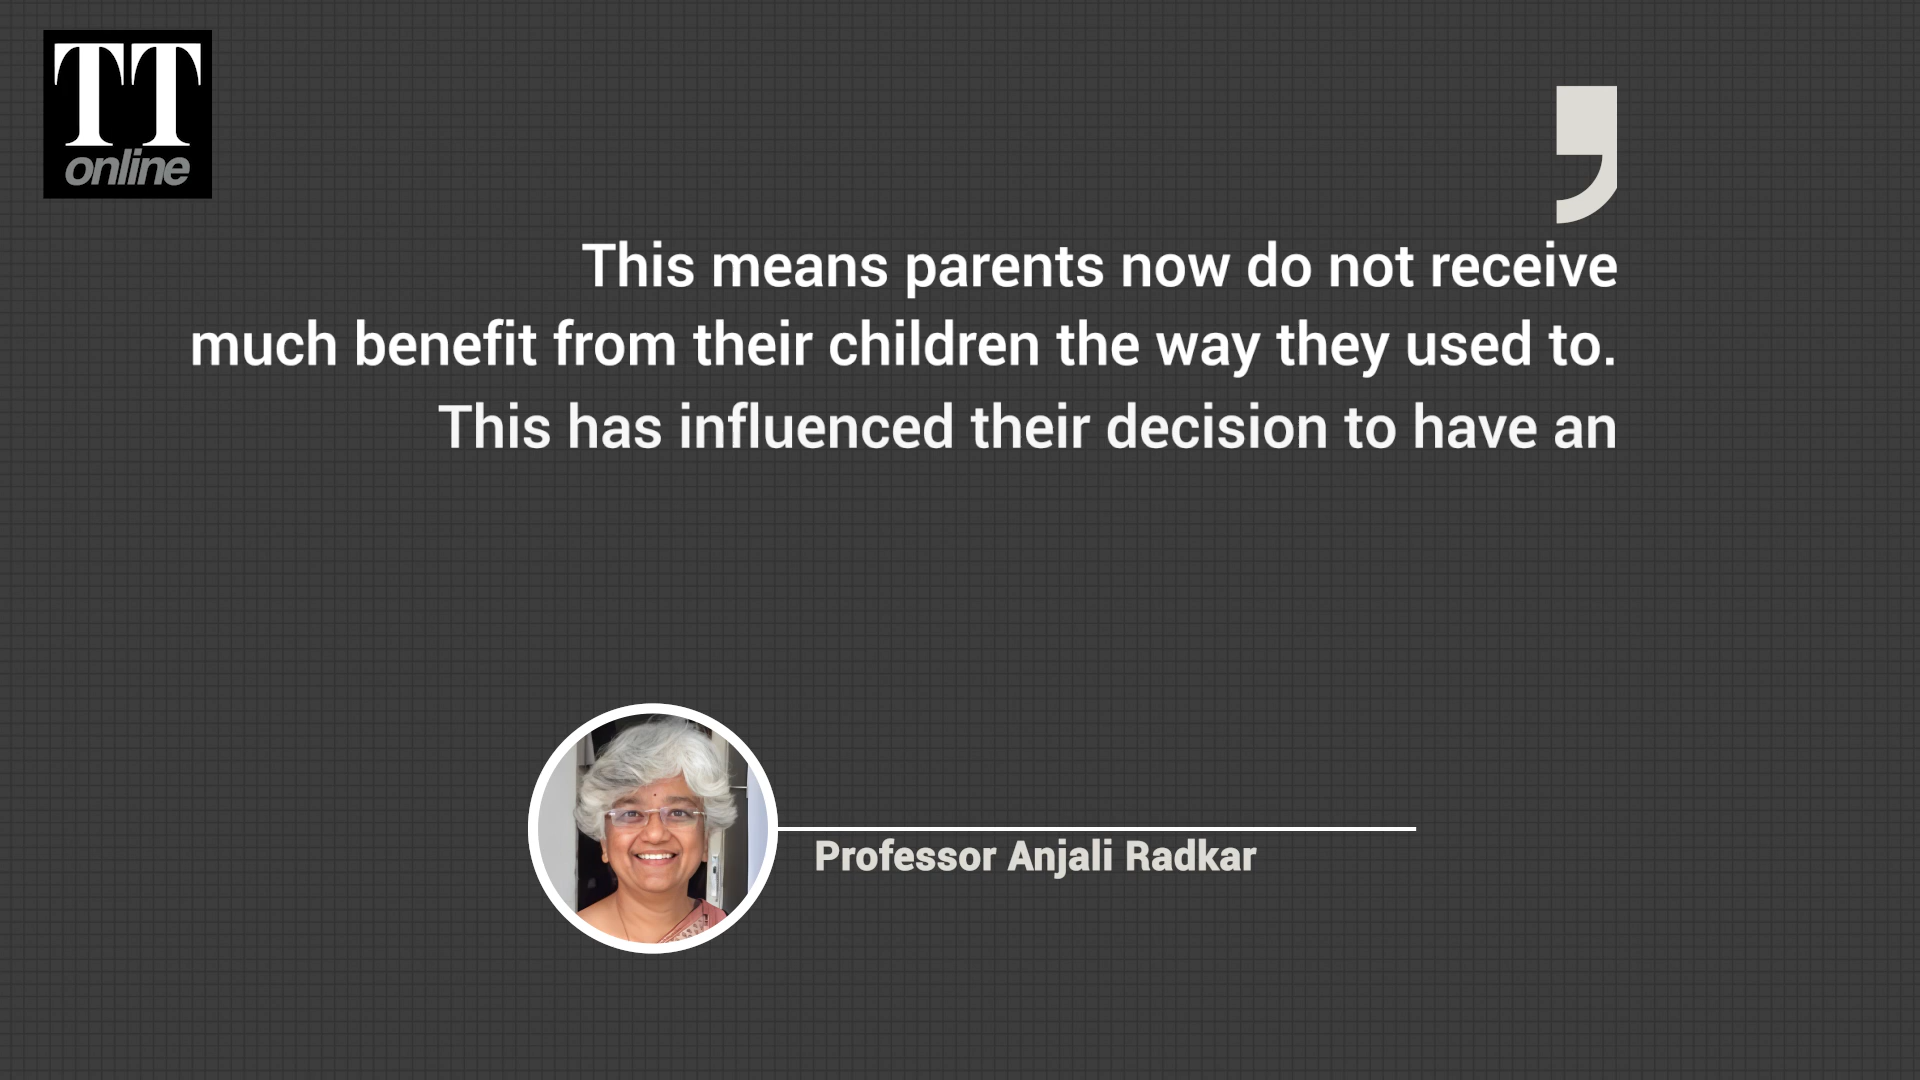 TT
online
This means parents now do not receive
much benefit from their children the way they used to.
This has influenced their decision to have an
Professor Anjali Radkar